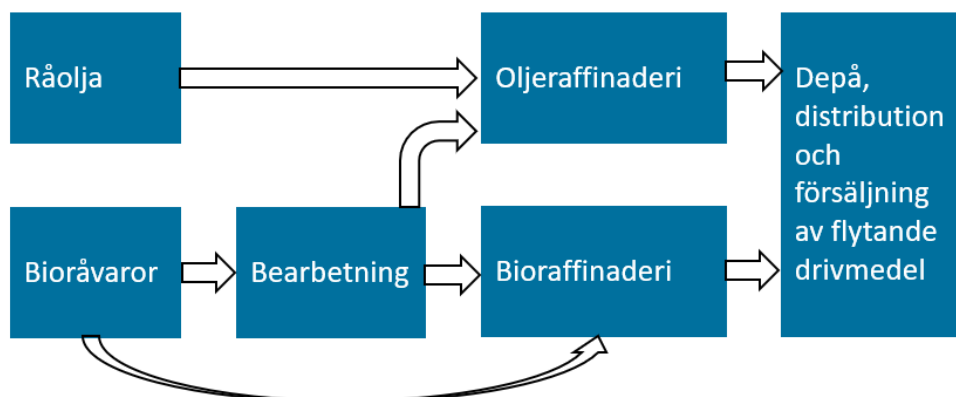 Råolja
Oljeraffinaderi
Depå,
distribution
och
försäljning
av flytande
drivmedel
Bioråvaror
Bearbetning
Bioraffinaderi